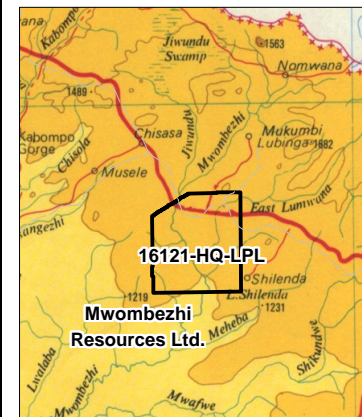 ana
Kabompo
Jiwundu
Swamp
•1563
Nomwana
1489 •
Kabompo
Gorge
Chisasa
Jiwundu
Mwombezhi
Mukumbi
Lubinga
•1682
Chisola
Musele
angezhi
East Lumwana
16121-HQ-LPL
Shilenda
•1219
L.Shilenda
•1231
Mwombezhi
Resources Ltd.
Meheba
Shikundwe
Lwalaba
Mwombezhi
Mwafwe